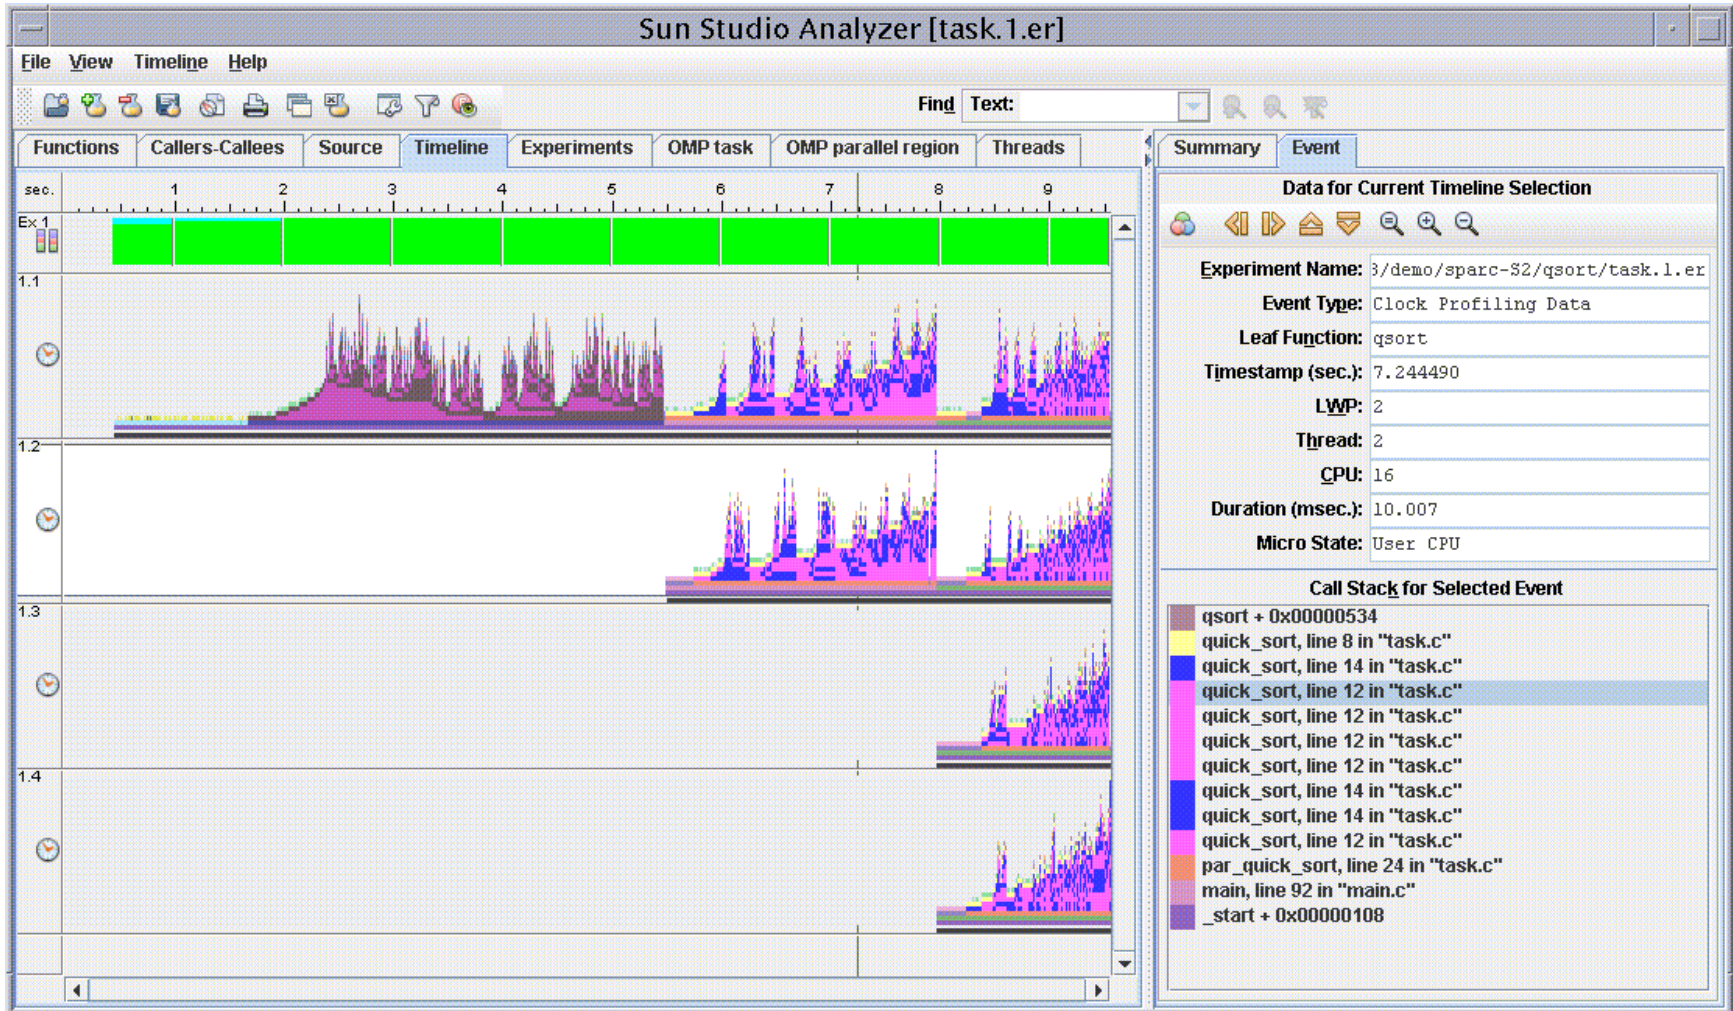 Sun Studio Analyzer [task.1.er]
File View Timeline Help
Find Text:
Functions Callers-Callees Source Timeline Experiments OMP task OMP parallel region Threads
sec. 1 2 3 4 5 6 7 8 9
Ex 1
1.1
1.2
1.3
1.4
Summary Event
Data for Current Timeline Selection
Experiment Name: 3/demo/sparc-S2/qsort/task.1.er
Event Type: Clock Profiling Data
Leaf Function: qsort
Timestamp (sec.): 7.244490
LWP: 2
Thread: 2
CPU: 16
Duration (msec.): 10.007
Micro State: User CPU
Call Stack for Selected Event
qsort + 0x00000534
quick_sort, line 8 in "task.c"
quick_sort, line 14 in "task.c"
quick_sort, line 12 in "task.c"
quick_sort, line 12 in "task.c"
quick_sort, line 12 in "task.c"
quick_sort, line 12 in "task.c"
quick_sort, line 14 in "task.c"
quick_sort, line 14 in "task.c"
quick_sort, line 12 in "task.c"
par_quick_sort, line 24 in "task.c"
main, line 92 in "main.c"
_start + 0x00000108